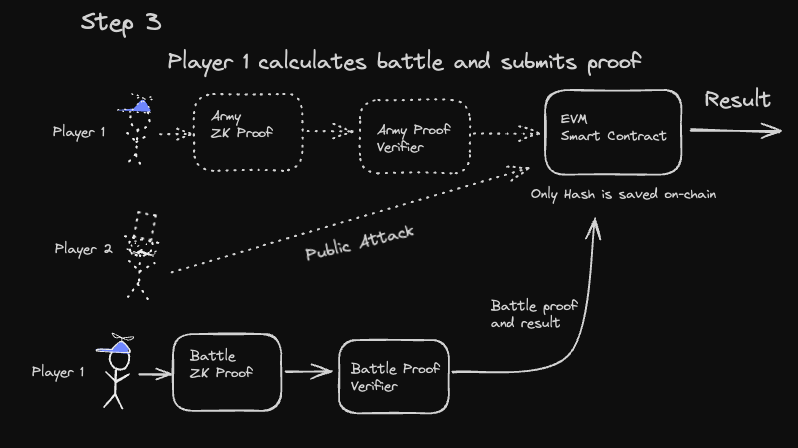 Step 3
Player 1 calculates battle and submits proof
Player 1
Army
ZK Proof
Army Proof
Verifier
EVM
Smart Contract
Result
Only Hash is saved on-chain
Player 2
Public Attack
Battle proof
and result
Player 1
Battle
ZK Proof
Battle Proof
Verifier